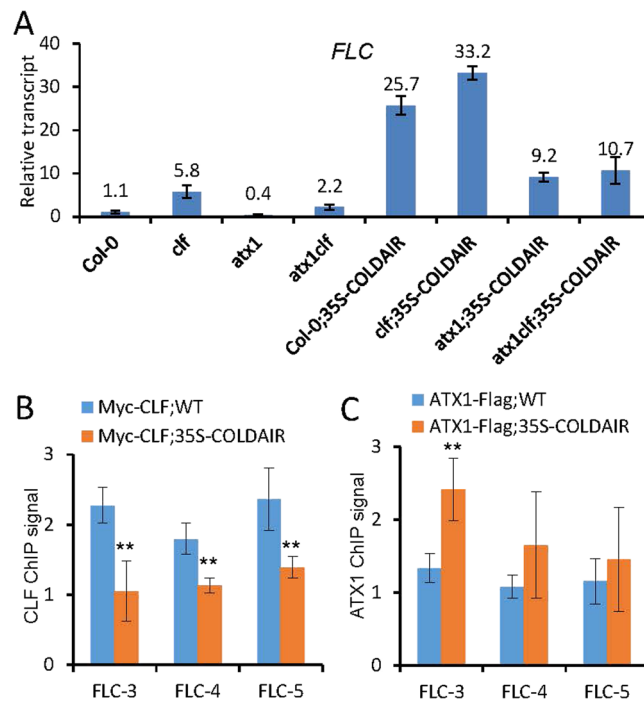 A
FLC
Relative transcript
40
30
20
10
0
1.1
5.8
0.4
2.2
25.7
33.2
9.2
10.7
Col-0
clf
atx1
atx1clf
Col-0;35S-COLDAIR
clf;35S-COLDAIR
atx1;35S-COLDAIR
atx1clf;35S-COLDAIR
B
Myc-CLF;WT
Myc-CLF;35S-COLDAIR
CLF ChIP signal
3
2
1
0
**
**
**
FLC-3 FLC-4 FLC-5
C
ATX1-Flag;WT
ATX1-Flag;35S-COLDAIR
ATX1 ChIP signal
3
2
1
0
**
FLC-3 FLC-4 FLC-5